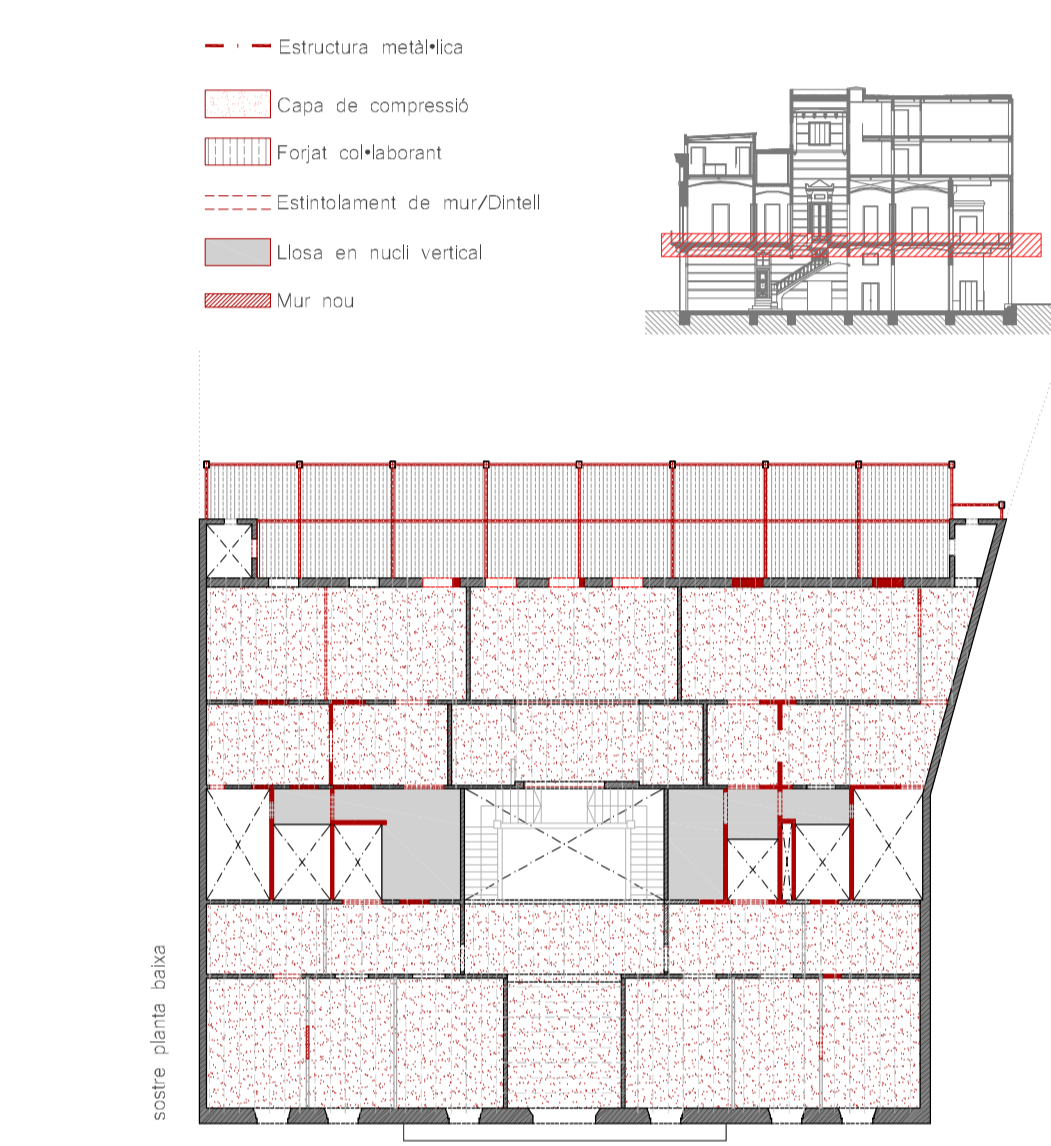 Estructura metàl•lica
Capa de compressió
Forjat col•laborant
Estintolament de mur/Dintell
Llosa en nucli vertical
Mur nou
sostre planta baixa